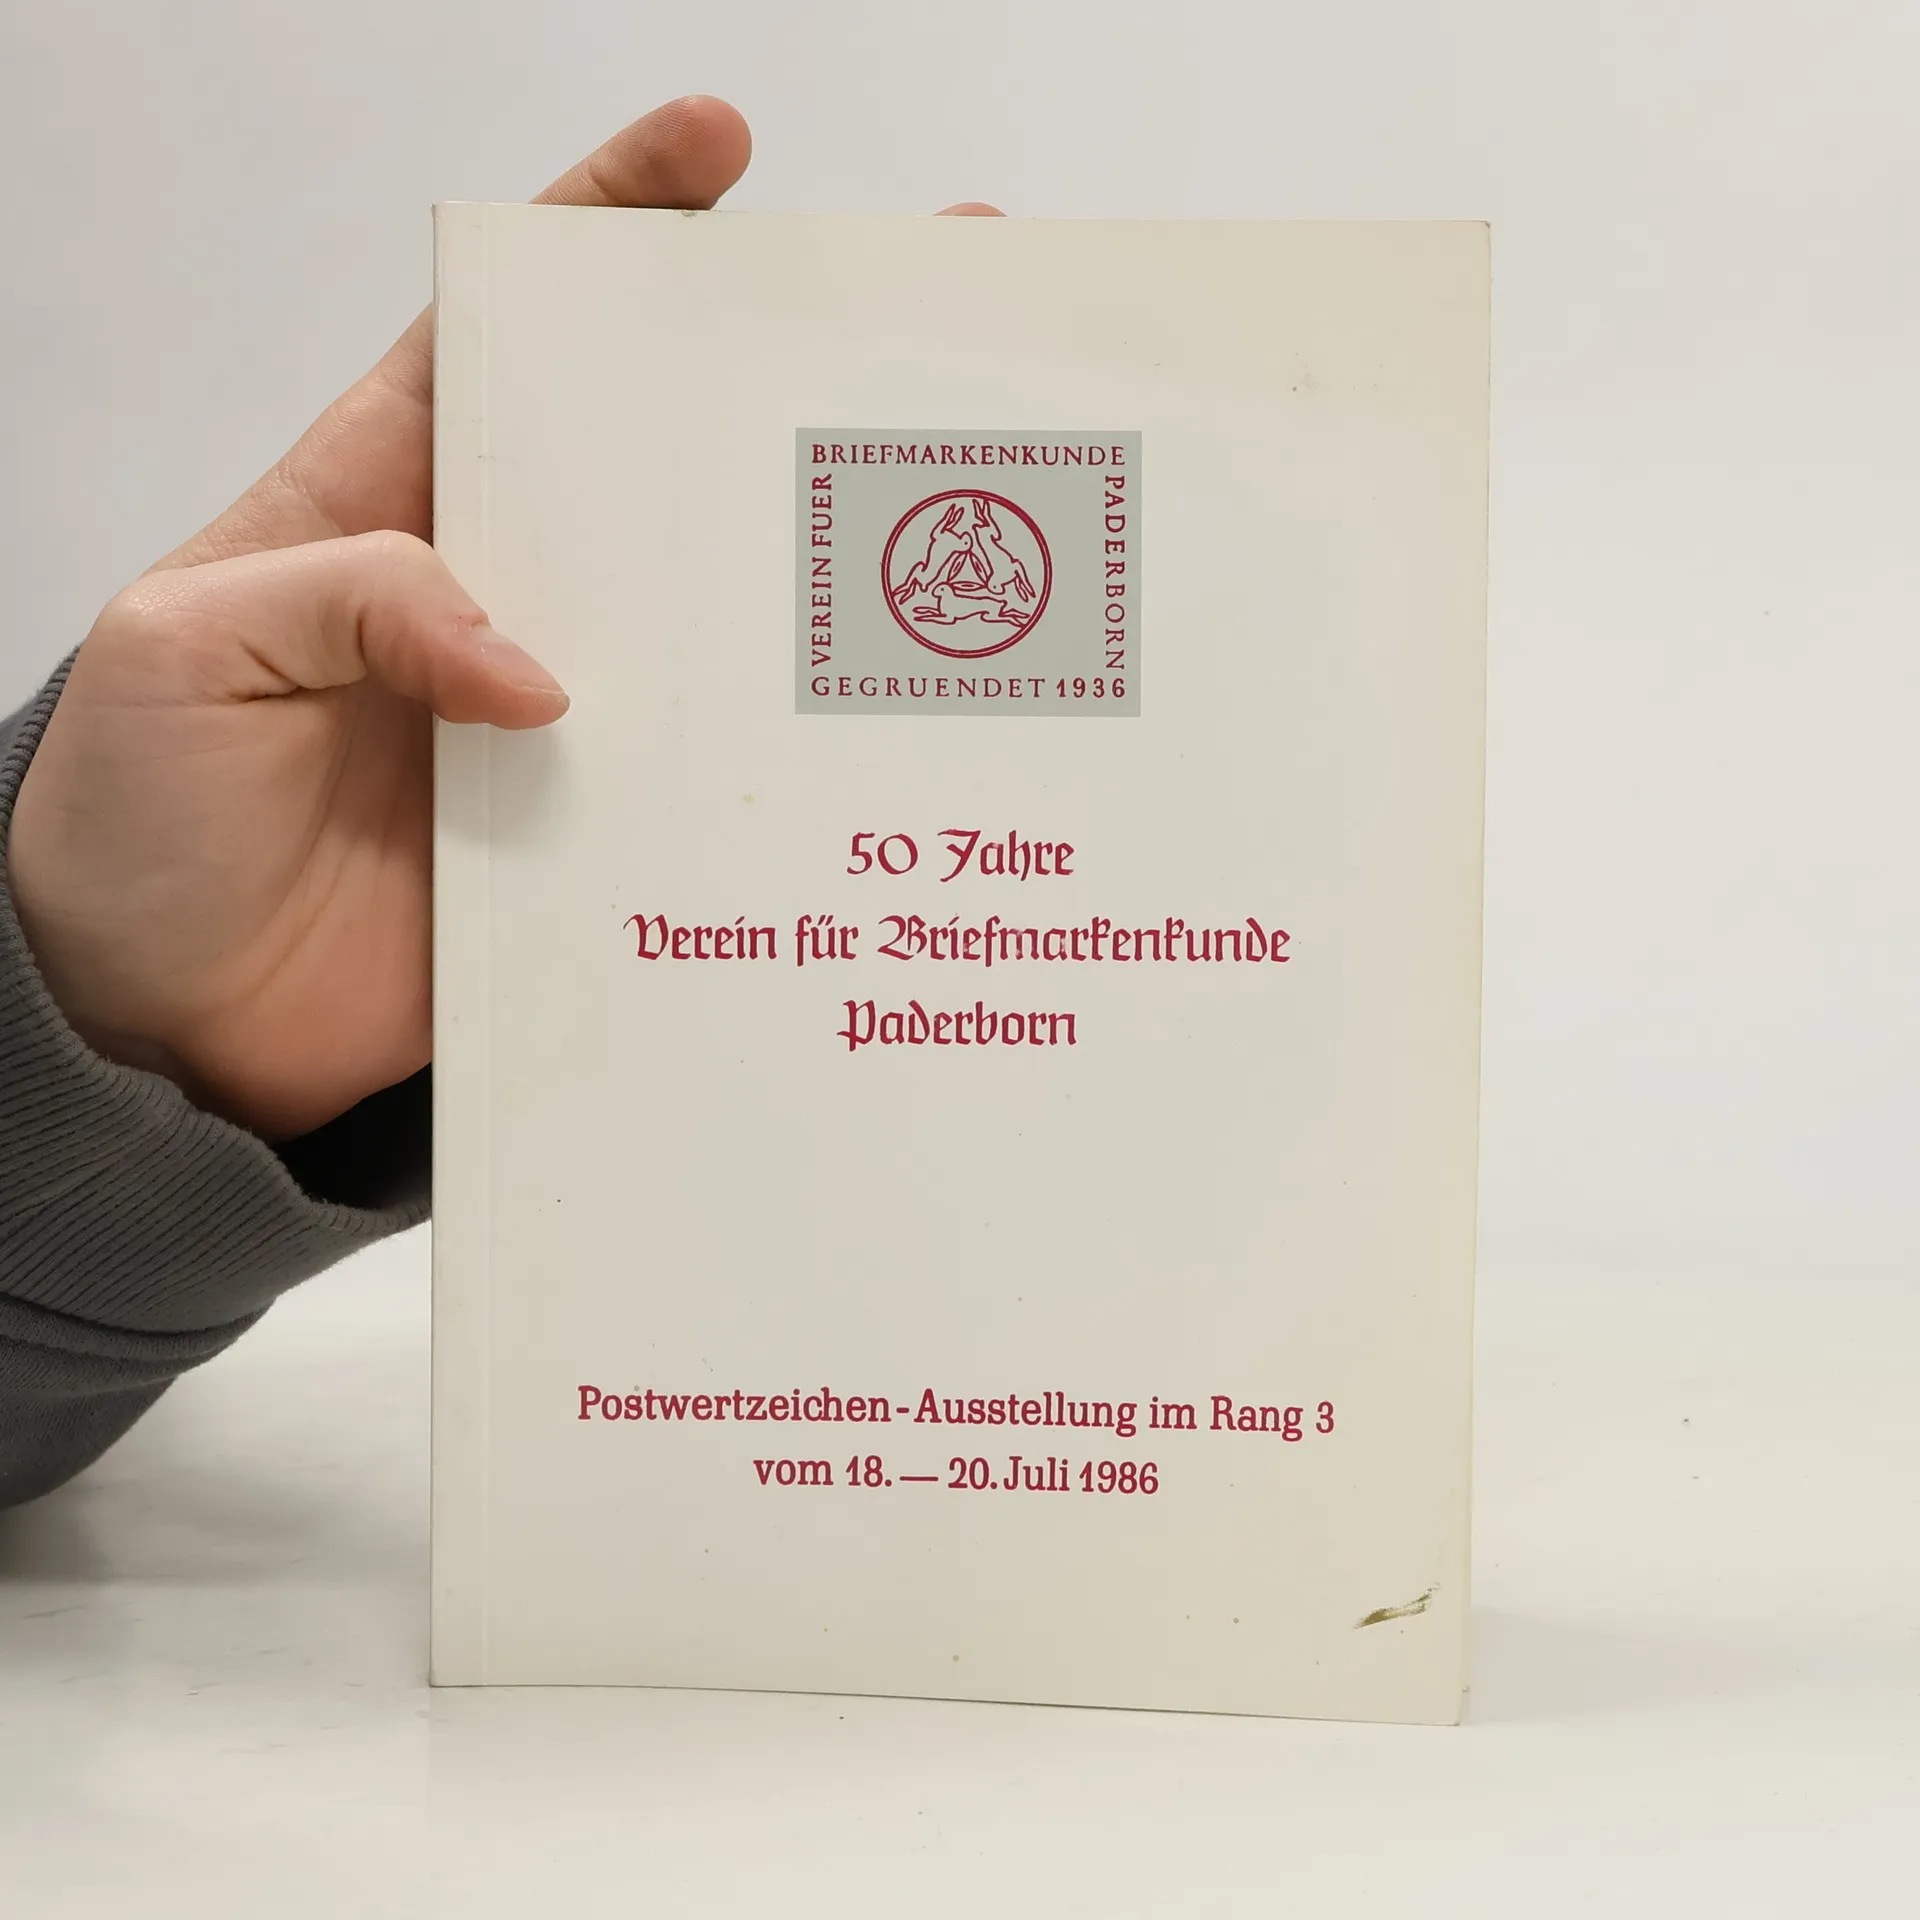 VEREIN FUER
BRIEFMARKENKUNDE
PADERBORN
GEGRUENDET 1936
50 Jahre
Verein für Briefmarkenkunde
Paderborn
Postwertzeichen-Ausstellung im Rang 3
vom 18. — 20. Juli 1986